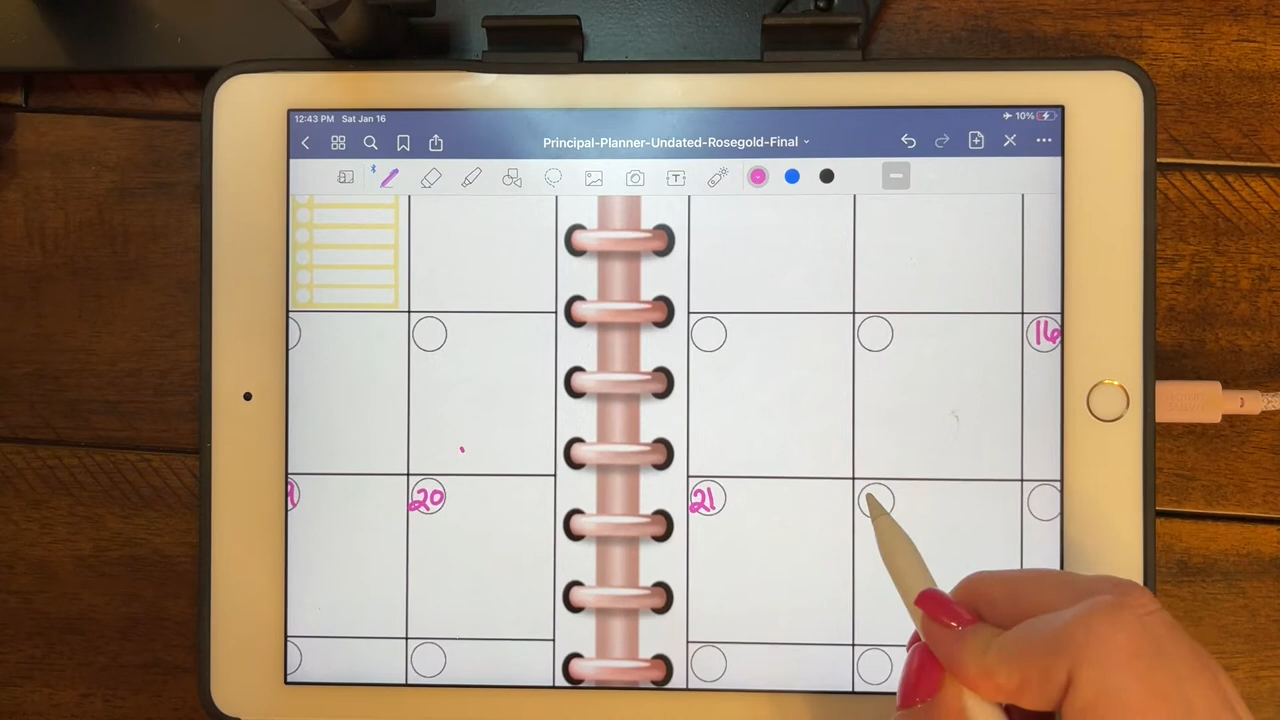 12:43 PM Sat Jan 16
10%
Principal-Planner-Undated-Rosegold-Final
T
16
20
21